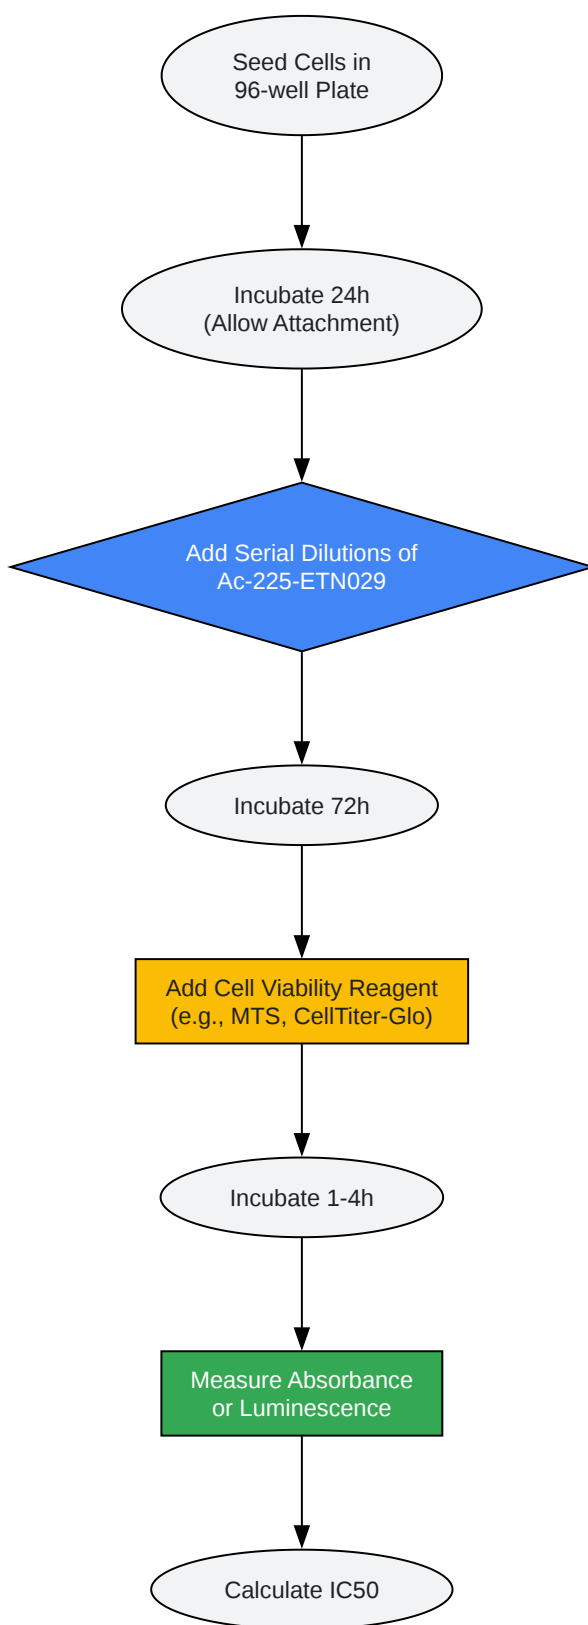 Seed Cells in
96-well Plate
Incubate 24h
(Allow Attachment)
Add Serial Dilutions of
Ac-225-ETN029
Incubate 72h
Add Cell Viability Reagent
(e.g., MTS, CellTiter-Glo)
Incubate 1-4h
Measure Absorbance
or Luminescence
Calculate IC50